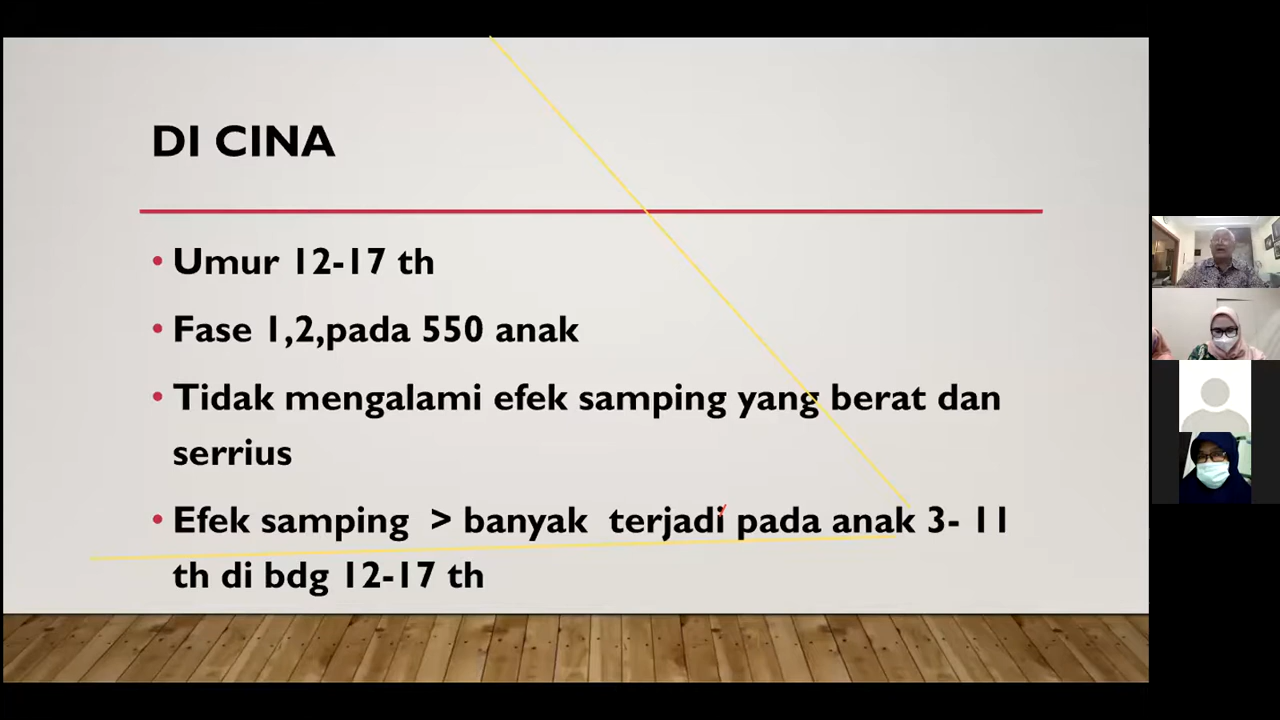 DI CINA
• Umur 12-17 th
• Fase 1,2,pada 550 anak
• Tidak mengalami efek samping yang berat dan
serrius
• Efek samping > banyak terjadi pada anak 3- 11
th di bdg 12-17 th